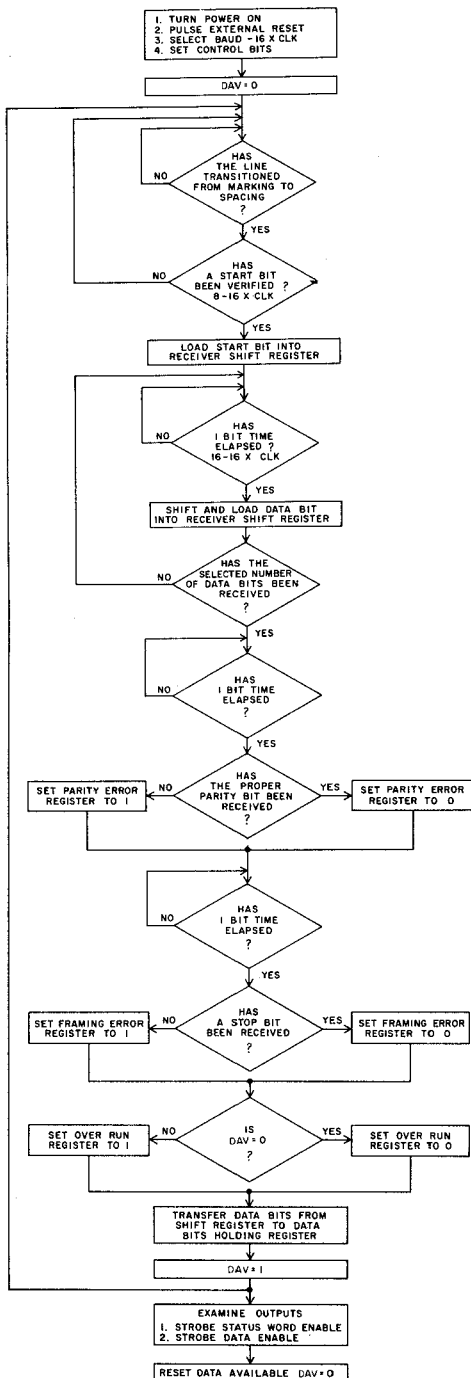 1. TURN POWER ON
2. PULSE EXTERNAL RESET
3. SELECT BAUD - 16 X CLK
4. SET CONTROL BITS
DAV = 0
HAS
THE LINE
TRANSITIONED
FROM MARKING TO
SPACING
?
NO
YES
HAS
A START BIT
BEEN VERIFIED ?
8-16 X CLK
NO
YES
LOAD START BIT INTO
RECEIVER SHIFT REGISTER
HAS
1 BIT TIME
ELAPSED ?
16-16 X CLK
NO
YES
SHIFT AND LOAD DATA BIT
INTO RECEIVER SHIFT REGISTER
HAS THE
SELECTED NUMBER
OF DATA BITS BEEN
RECEIVED
?
NO
YES
HAS
1 BIT TIME
ELAPSED
?
NO
YES
HAS
THE PROPER
PARITY BIT BEEN
RECEIVED
?
NO
YES
SET PARITY ERROR
REGISTER TO 1
SET PARITY ERROR
REGISTER TO 0
HAS
1 BIT TIME
ELAPSED
?
NO
YES
HAS
A STOP BIT
BEEN RECEIVED
?
NO
YES
SET FRAMING ERROR
REGISTER TO 1
SET FRAMING ERROR
REGISTER TO 0
IS
DAV = 0
?
NO
YES
SET OVER RUN
REGISTER TO 1
SET OVER RUN
REGISTER TO 0
TRANSFER DATA BITS FROM
SHIFT REGISTER TO DATA
BITS HOLDING REGISTER
DAV = 1
EXAMINE OUTPUTS
1. STROBE STATUS WORD ENABLE
2. STROBE DATA ENABLE
RESET DATA AVAILABLE DAV = 0